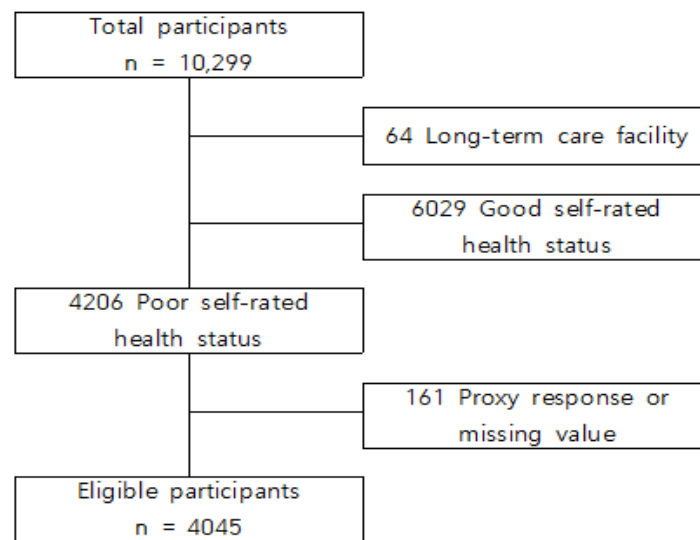 Total participants
n = 10,299
64 Long-term care facility
6029 Good self-rated
health status
4206 Poor self-rated
health status
161 Proxy response or
missing value
Eligible participants
n = 4045